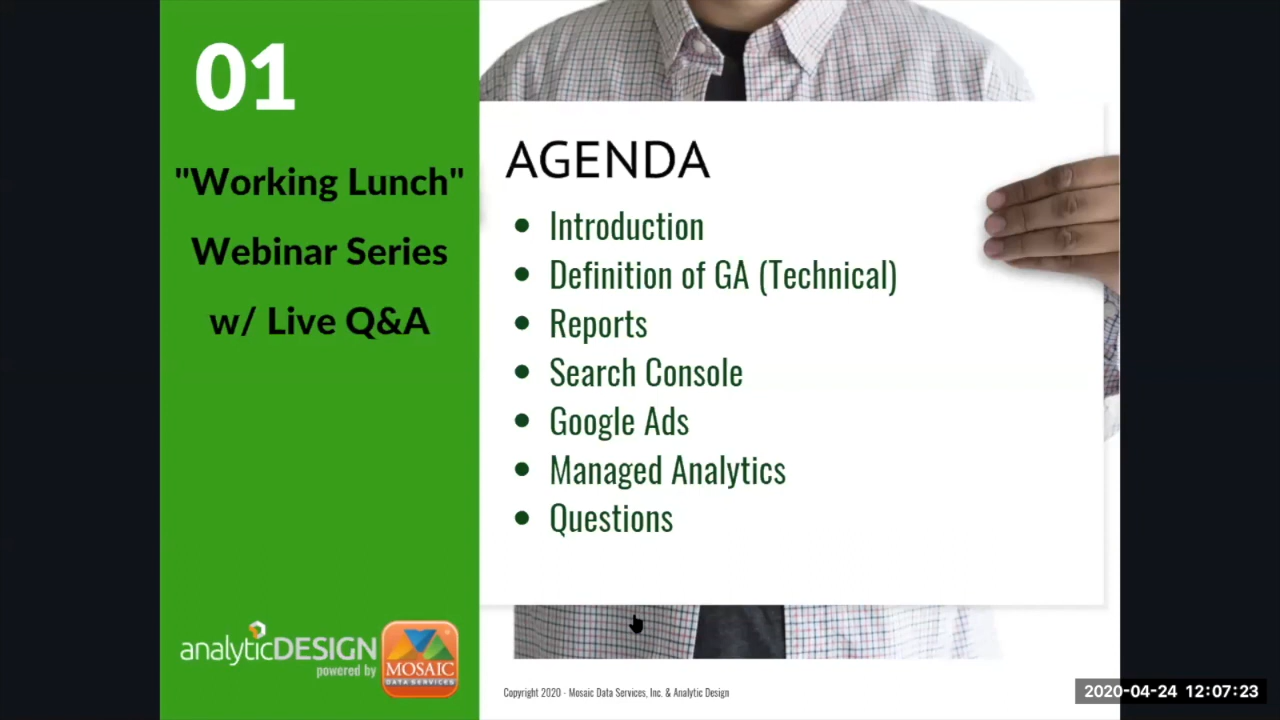 01
"Working Lunch"
Webinar Series
w/ Live Q&A
AGENDA
• Introduction
• Definition of GA (Technical)
• Reports
• Search Console
• Google Ads
• Managed Analytics
• Questions
analyticDESIGN
powered by
MOSAIC
DATA SERVICES
Copyright 2020 - Mosaic Data Services, Inc. & Analytic Design
2020-04-24 12:07:23